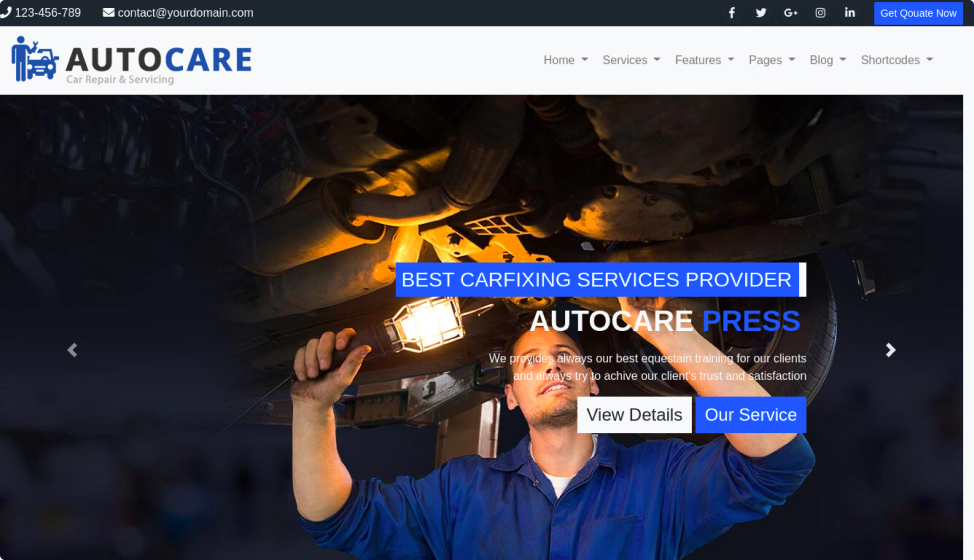 123-456-789 contact@yourdomain.com Get Qouate Now
AUTOCARE
Car Repair & Servicing
Home Services Features Pages Blog Shortcodes
BEST CARFIXING SERVICES PROVIDER
AUTOCARE PRESS
We provides always our best equestain training for our clients
and always try to achive our client's trust and satisfaction
View Details Our Service